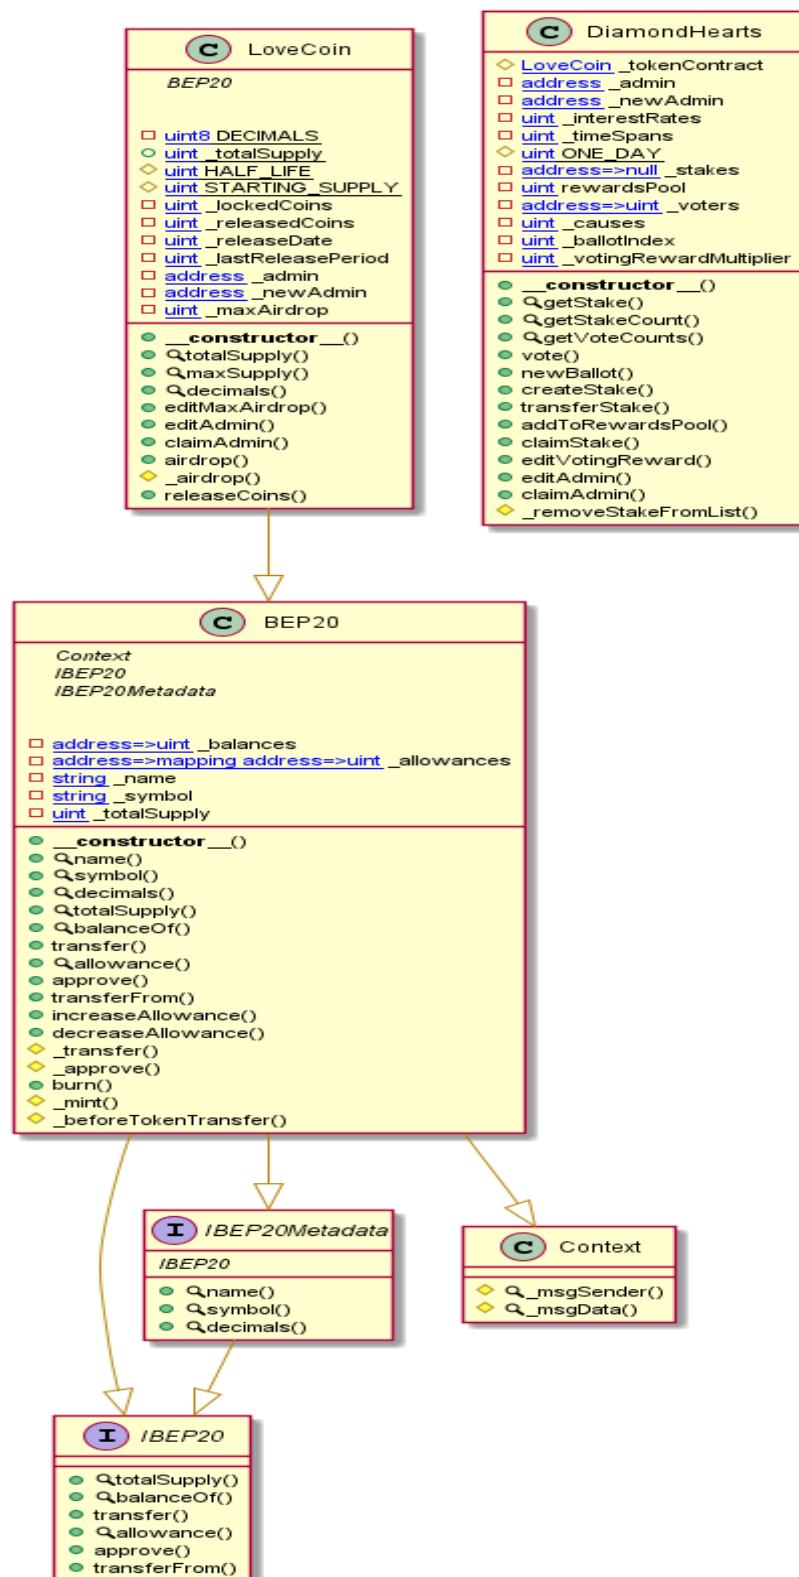 C LoveCoin
BEP20
uint8 DECIMALS
uint _totalSupply
uint HALF_LIFE
uint STARTING_SUPPLY
uint _lockedCoins
uint _releasedCoins
uint _releaseDate
uint _lastReleasePeriod
address _admin
address _newAdmin
uint _maxAirdrop
__constructor__()
totalSupply()
maxSupply()
decimals()
editMaxAirdrop()
editAdmin()
claimAdmin()
airdrop()
_airdrop()
releaseCoins()
C DiamondHearts
LoveCoin _tokenContract
address _admin
address _newAdmin
uint _interestRates
uint _timeSpans
uint ONE_DAY
address=>null _stakes
uint rewardsPool
address=>uint _voters
uint _causes
uint _ballotIndex
uint _votingRewardMultiplier
__constructor__()
getStake()
getStakeCount()
getVoteCounts()
vote()
newBallot()
createStake()
transferStake()
addToRewardsPool()
claimStake()
editVotingReward()
editAdmin()
claimAdmin()
_removeStakeFromList()
C BEP20
Context
IBEP20
IBEP20Metadata
address=>uint _balances
address=>mapping address=>uint _allowances
string _name
string _symbol
uint _totalSupply
__constructor__()
name()
symbol()
decimals()
totalSupply()
balanceOf()
transfer()
allowance()
approve()
transferFrom()
increaseAllowance()
decreaseAllowance()
_transfer()
_approve()
burn()
_mint()
_beforeTokenTransfer()
I IBEP20Metadata
IBEP20
name()
symbol()
decimals()
C Context
_msgSender()
_msgData()
I IBEP20
totalSupply()
balanceOf()
transfer()
allowance()
approve()
transferFrom()